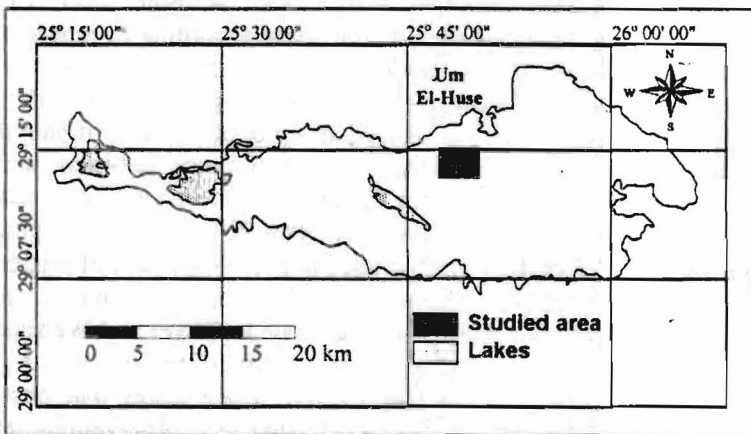 25° 15' 00" 25° 30' 00" 25° 45' 00" 26° 00' 00"
N
W E
S
Um
El-Huse
29° 15' 00"
29° 07' 30"
29° 00' 00"
Studied area
Lakes
0 5 10 15 20 km